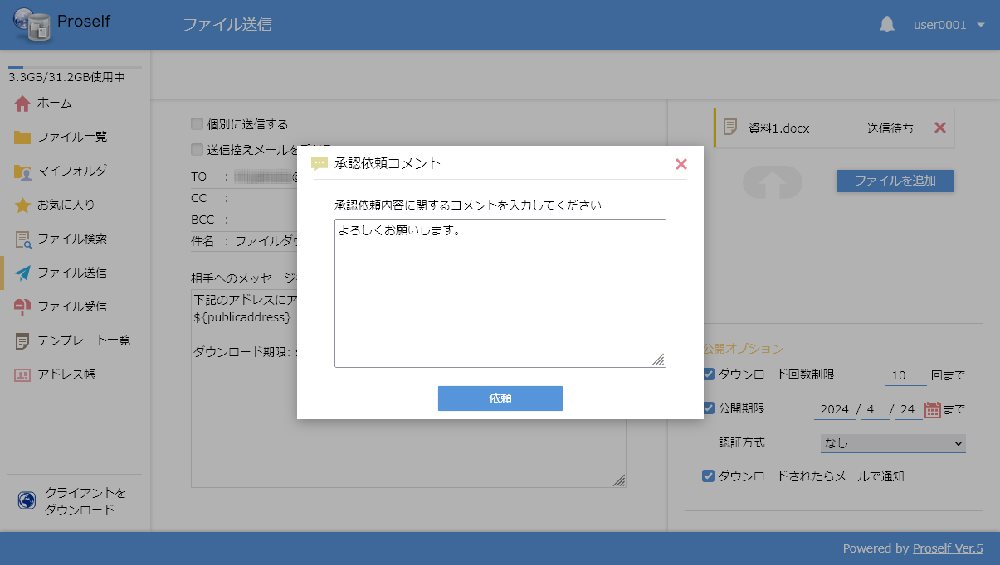 Proself
ファイル送信
user0001
3.3GB/31.2GB使用中
ホーム
ファイル一覧
マイフォルダ
お気に入り
ファイル検索
ファイル送信
ファイル受信
テンプレート一覧
アドレス帳
クライアントを
ダウンロード
個別に送信する
送信控えメールを
TO :
CC :
BCC :
件名 : ファイルダウ
相手へのメッセージ
下記のアドレスにア
${publicaddress}
ダウンロード期限:
承認依頼コメント
承認依頼内容に関するコメントを入力してください
よろしくお願いします。
依頼
資料1.docx 送信待ち
ファイルを追加
公開オプション
ダウンロード回数制限 10 回まで
公開期限 2024 / 4 / 24 まで
認証方式 なし
ダウンロードされたらメールで通知
Powered by Proself Ver.5